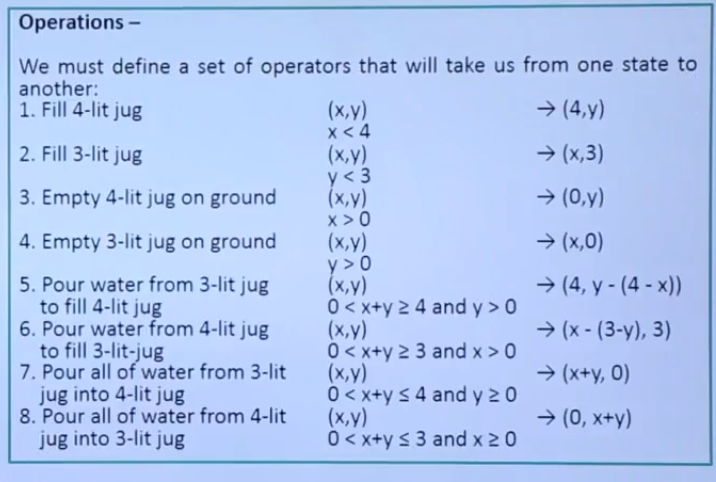 Operations –
We must define a set of operators that will take us from one state to
another:
1. Fill 4-lit jug (x,y) → (4,y)
x < 4
2. Fill 3-lit jug (x,y) → (x,3)
y < 3
3. Empty 4-lit jug on ground (x,y) → (0,y)
x > 0
4. Empty 3-lit jug on ground (x,y) → (x,0)
y > 0
5. Pour water from 3-lit jug (x,y) → (4, y - (4 - x))
to fill 4-lit jug 0 < x+y ≥ 4 and y > 0
6. Pour water from 4-lit jug (x,y) → (x - (3-y), 3)
to fill 3-lit-jug 0 < x+y ≥ 3 and x > 0
7. Pour all of water from 3-lit (x,y) → (x+y, 0)
jug into 4-lit jug 0 < x+y ≤ 4 and y ≥ 0
8. Pour all of water from 4-lit (x,y) → (0, x+y)
jug into 3-lit jug 0 < x+y ≤ 3 and x ≥ 0